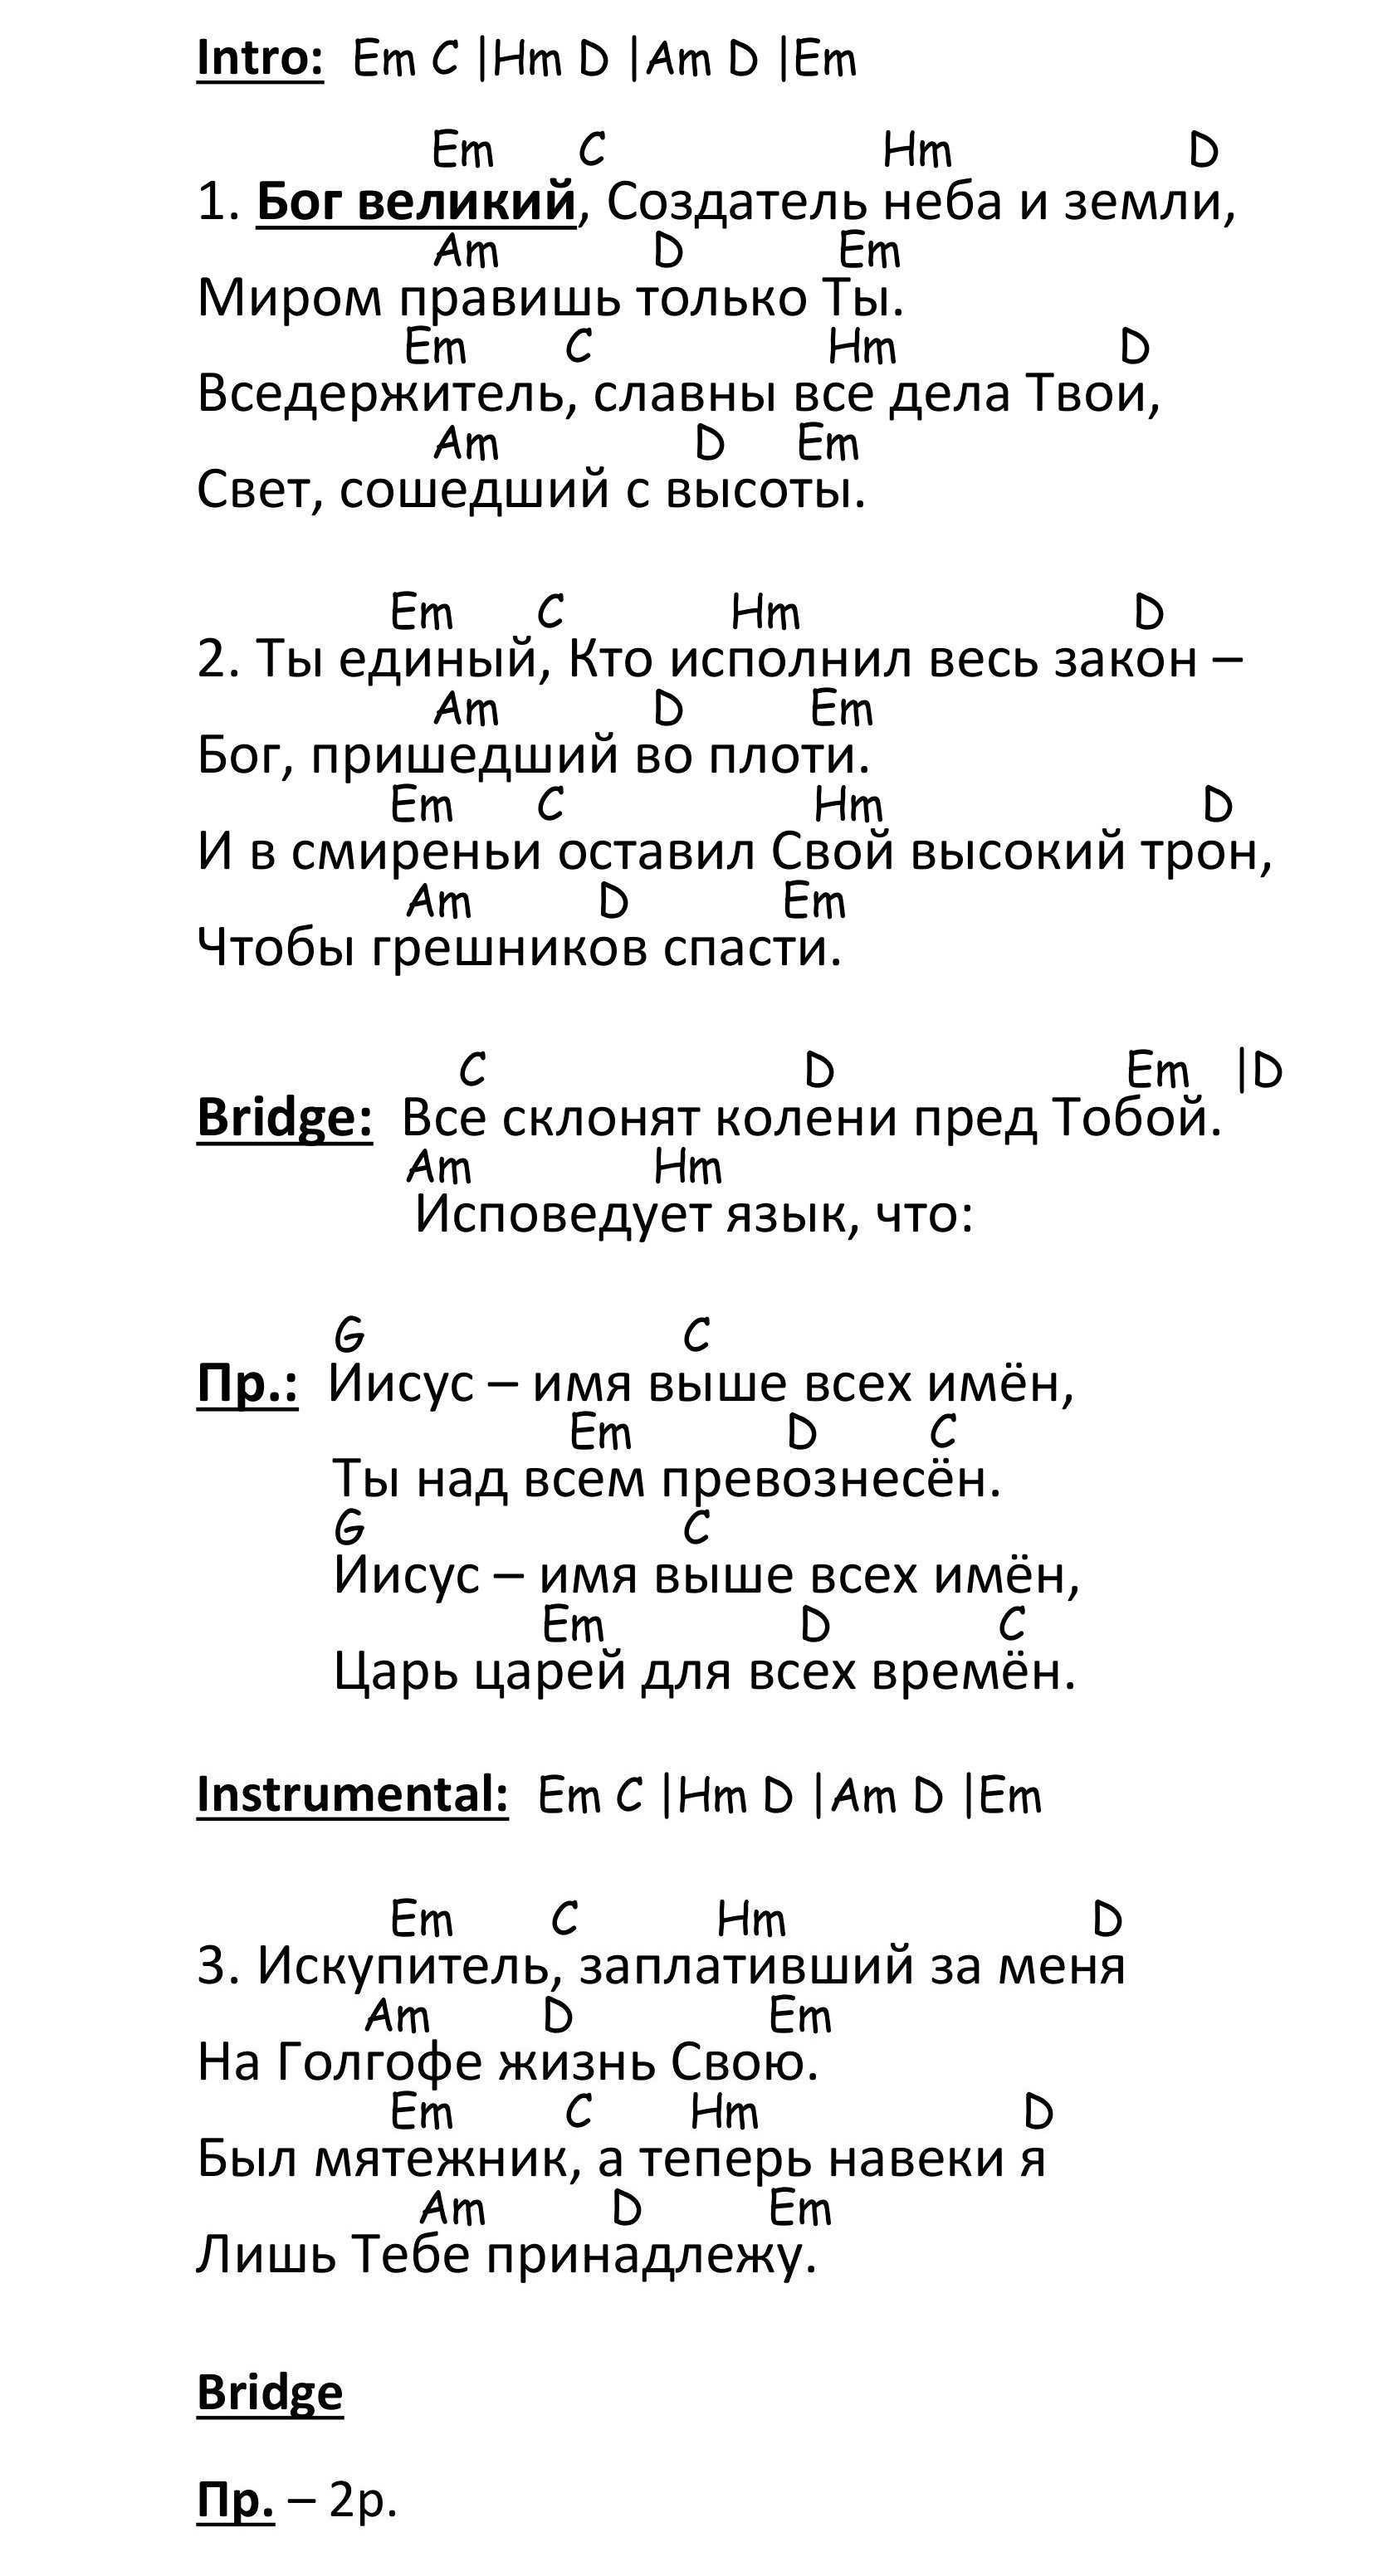 Intro: Em C |Hm D |Am D |Em
Em C Hm D
1. Бог великий, Создатель неба и земли,
Am D Em
Миром правишь только Ты.
Em C Hm D
Вседержитель, славны все дела Твои,
Am D Em
Свет, сошедший с высоты.
Em C Hm D
2. Ты единый, Кто исполнил весь закон –
Am D Em
Бог, пришедший во плоти.
Em C Hm D
И в смиреньи оставил Свой высокий трон,
Am D Em
Чтобы грешников спасти.
C D Em |D
Bridge: Все склонят колени пред Тобой.
Am Hm
Исповедует язык, что:
G C
Пр.: Иисус – имя выше всех имён,
Em D C
Ты над всем превознесён.
G C
Иисус – имя выше всех имён,
Em D C
Царь царей для всех времён.
Instrumental: Em C |Hm D |Am D |Em
Em C Hm D
3. Искупитель, заплативший за меня
Am D Em
На Голгофе жизнь Свою.
Em C Hm D
Был мятежник, а теперь навеки я
Am D Em
Лишь Тебе принадлежу.
Bridge
Пр. – 2р.